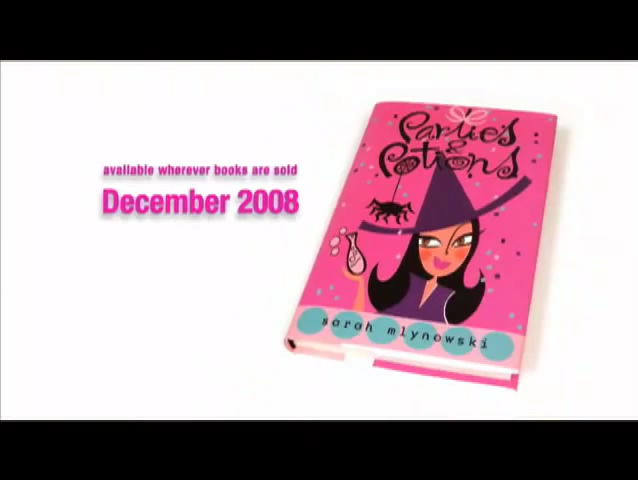 available wherever books are sold
December 2008
Parties
&
Potions
sarah mlynowski